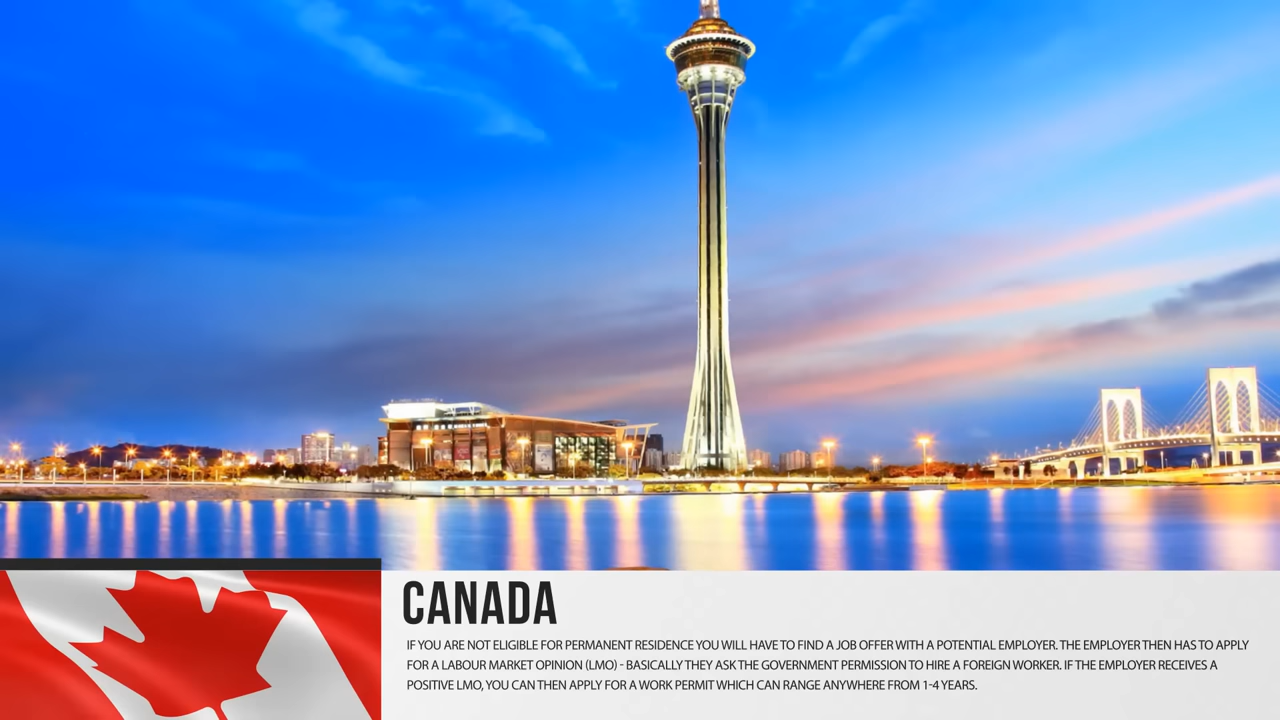 CANADA
IF YOU ARE NOT ELIGIBLE FOR PERMANENT RESIDENCE YOU WILL HAVE TO FIND A JOB OFFER WITH A POTENTIAL EMPLOYER. THE EMPLOYER THEN HAS TO APPLY
FOR A LABOUR MARKET OPINION (LMO) - BASICALLY THEY ASK THE GOVERNMENT PERMISSION TO HIRE A FOREIGN WORKER. IF THE EMPLOYER RECEIVES A
POSITIVE LMO, YOU CAN THEN APPLY FOR A WORK PERMIT WHICH CAN RANGE ANYWHERE FROM 1-4 YEARS.